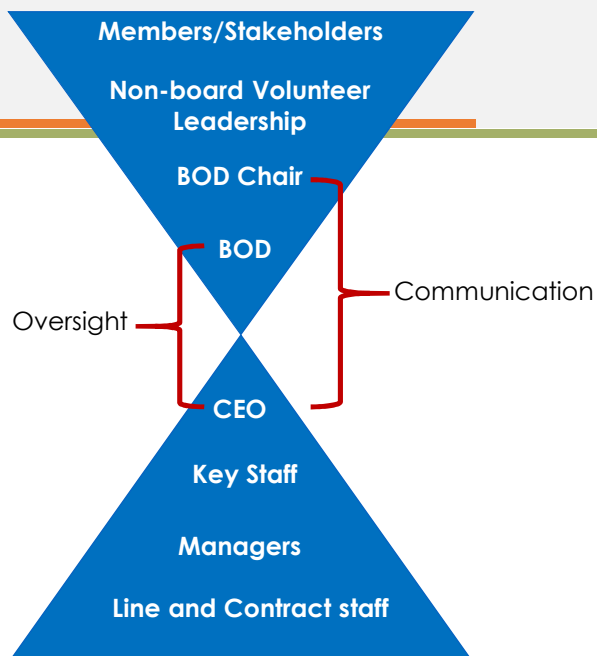 Members/Stakeholders
Non-board Volunteer
Leadership
BOD Chair
BOD
Communication
Oversight
CEO
Key Staff
Managers
Line and Contract staff